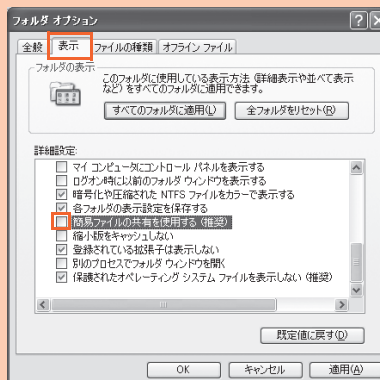 フォルダ オプション
全般 表示 ファイルの種類 オフライン ファイル
フォルダの表示
このフォルダに使用している表示方法 (詳細表示や並べて表示
など) をすべてのフォルダに適用できます。
すべてのフォルダに適用(L) 全フォルダをリセット(R)
詳細設定:
マイ コンピュータにコントロール パネルを表示する
ログオン時に以前のフォルダ ウィンドウを表示する
暗号化や圧縮された NTFS ファイルをカラーで表示する
各フォルダの表示設定を保存する
簡易ファイルの共有を使用する (推奨)
縮小版をキャッシュしない
登録されている拡張子は表示しない
別のプロセスでフォルダ ウィンドウを開く
保護されたオペレーティング システム ファイルを表示しない (推奨)
既定値に戻す(D)
OK キャンセル 適用(A)